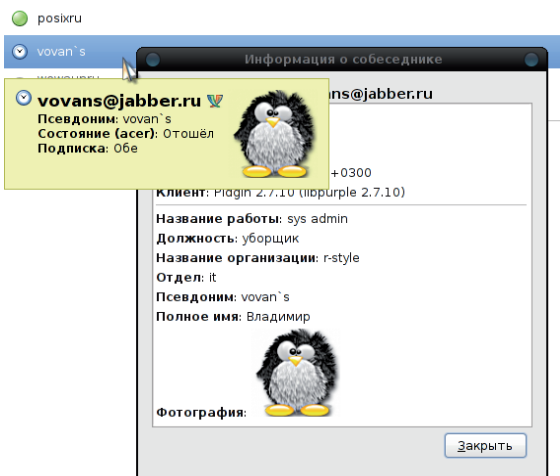 posixru
vovan`s
Информация о собеседнике
vovans@jabber.ru
Псевдоним: vovan`s
Состояние (acer): Отошёл
Подписка: Обе
ns@jabber.ru
+0300
Клиент: Pidgin 2.7.10 (libpurple 2.7.10)
Название работы: sys admin
Должность: уборщик
Название организации: r-style
Отдел: it
Псевдоним: vovan`s
Полное имя: Владимир
Фотография:
Закрыть